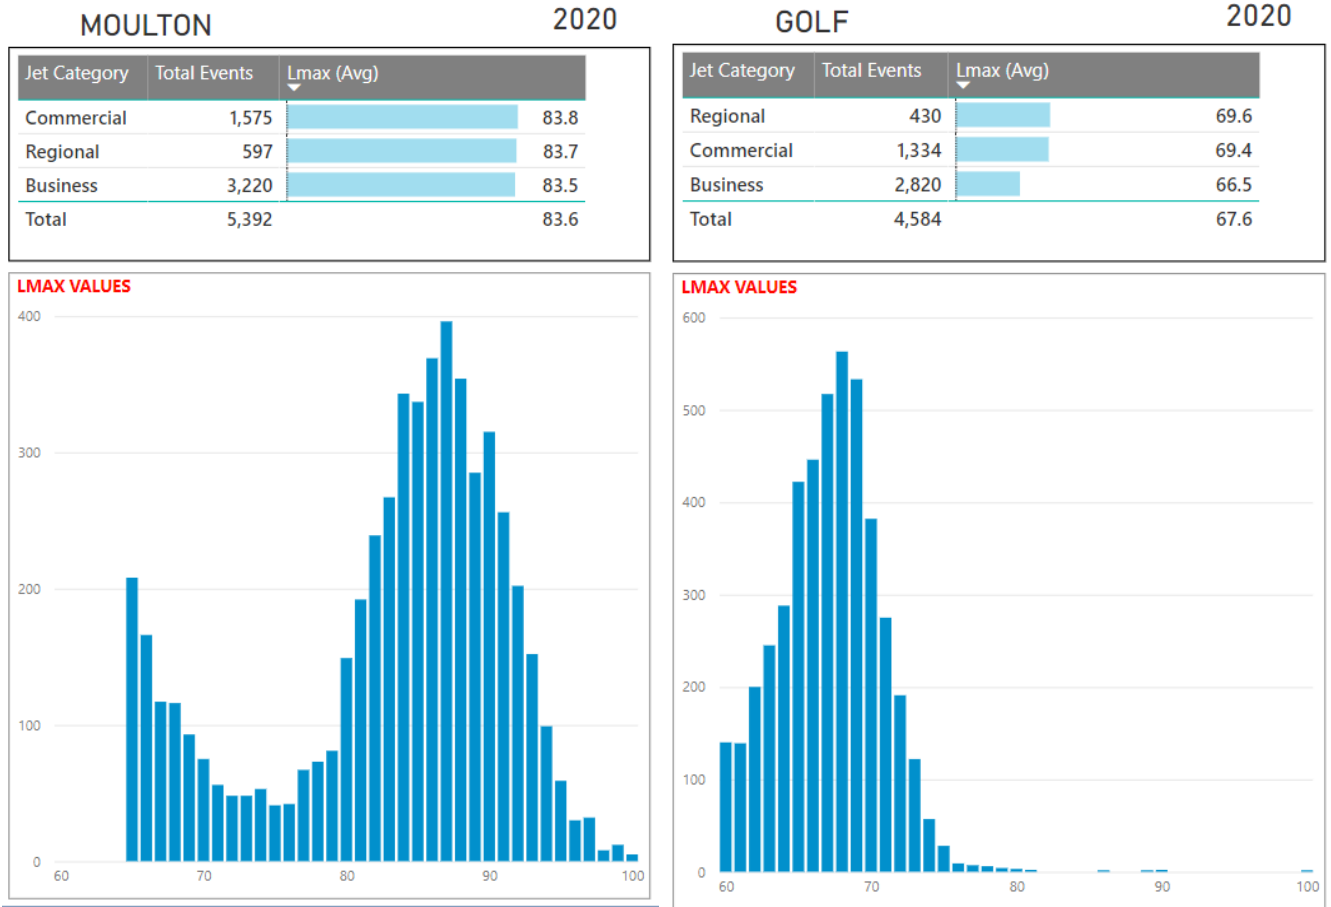 MOULTON 2020
Jet Category Total Events Lmax (Avg)
Commercial 1,575 83.8
Regional 597 83.7
Business 3,220 83.5
Total 5,392 83.6
LMAX VALUES
400
300
200
100
0
60 70 80 90 100
GOLF 2020
Jet Category Total Events Lmax (Avg)
Regional 430 69.6
Commercial 1,334 69.4
Business 2,820 66.5
Total 4,584 67.6
LMAX VALUES
600
500
400
300
200
100
0
60 70 80 90 100